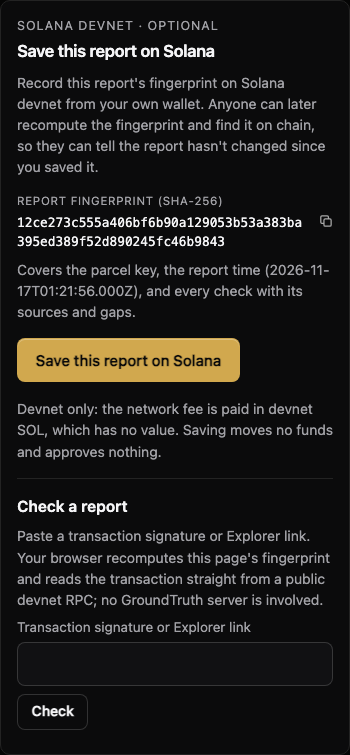 SOLANA DEVNET · OPTIONAL
Save this report on Solana
Record this report's fingerprint on Solana
devnet from your own wallet. Anyone can later
recompute the fingerprint and find it on chain,
so they can tell the report hasn't changed since
you saved it.
REPORT FINGERPRINT (SHA-256)
12ce273c555a406bf6b90a129053b53a383ba
395ed389f52d890245fc46b9843
Covers the parcel key, the report time (2026-11-
17T01:21:56.000Z), and every check with its
sources and gaps.
Save this report on Solana
Devnet only: the network fee is paid in devnet
SOL, which has no value. Saving moves no funds
and approves nothing.
Check a report
Paste a transaction signature or Explorer link.
Your browser recomputes this page's fingerprint
and reads the transaction straight from a public
devnet RPC; no GroundTruth server is involved.
Transaction signature or Explorer link
Check